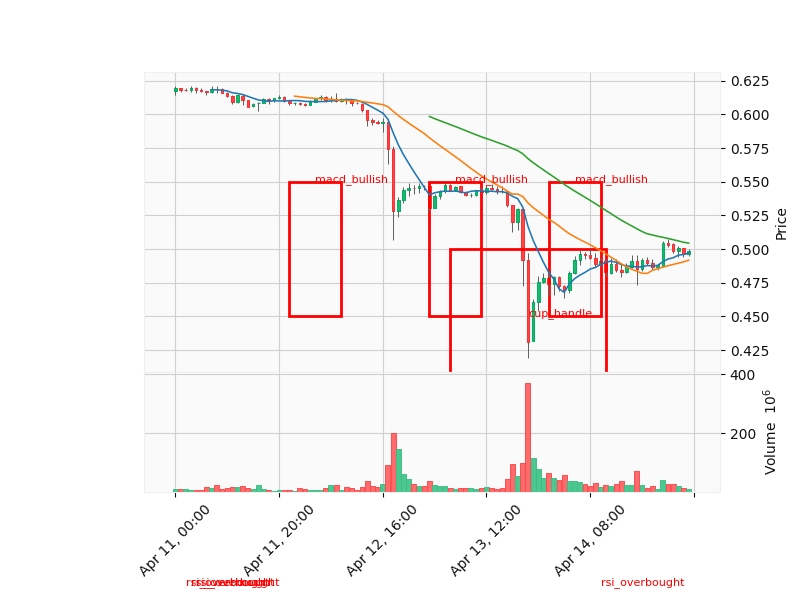 0.625
0.600
0.575
macd_bullish macd_bullish macd_bullish
0.550
0.525
0.500
0.475
cup_handle
0.450
0.425
Price
400
200
Volume 10^6
Apr 11, 00:00
Apr 11, 20:00
Apr 12, 16:00
Apr 13, 12:00
Apr 14, 08:00
rsi_overbought